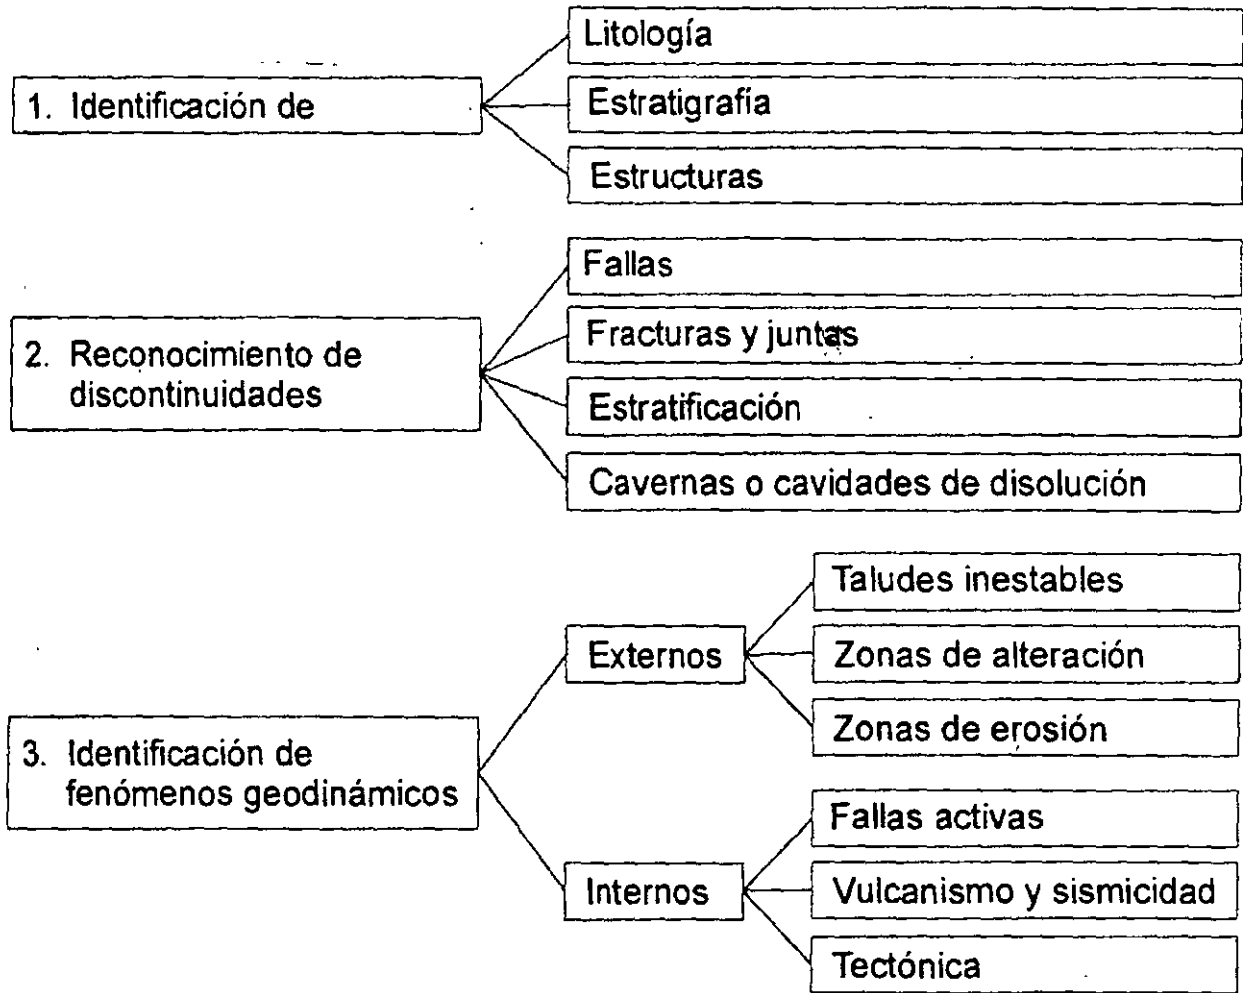 1. Identificación de
Litología
Estratigrafía
Estructuras
2. Reconocimiento de
discontinuidades
Fallas
Fracturas y juntas
Estratificación
Cavernas o cavidades de disolución
3. Identificación de
fenómenos geodinámicos
Externos
Taludes inestables
Zonas de alteración
Zonas de erosión
Internos
Fallas activas
Vulcanismo y sismicidad
Tectónica